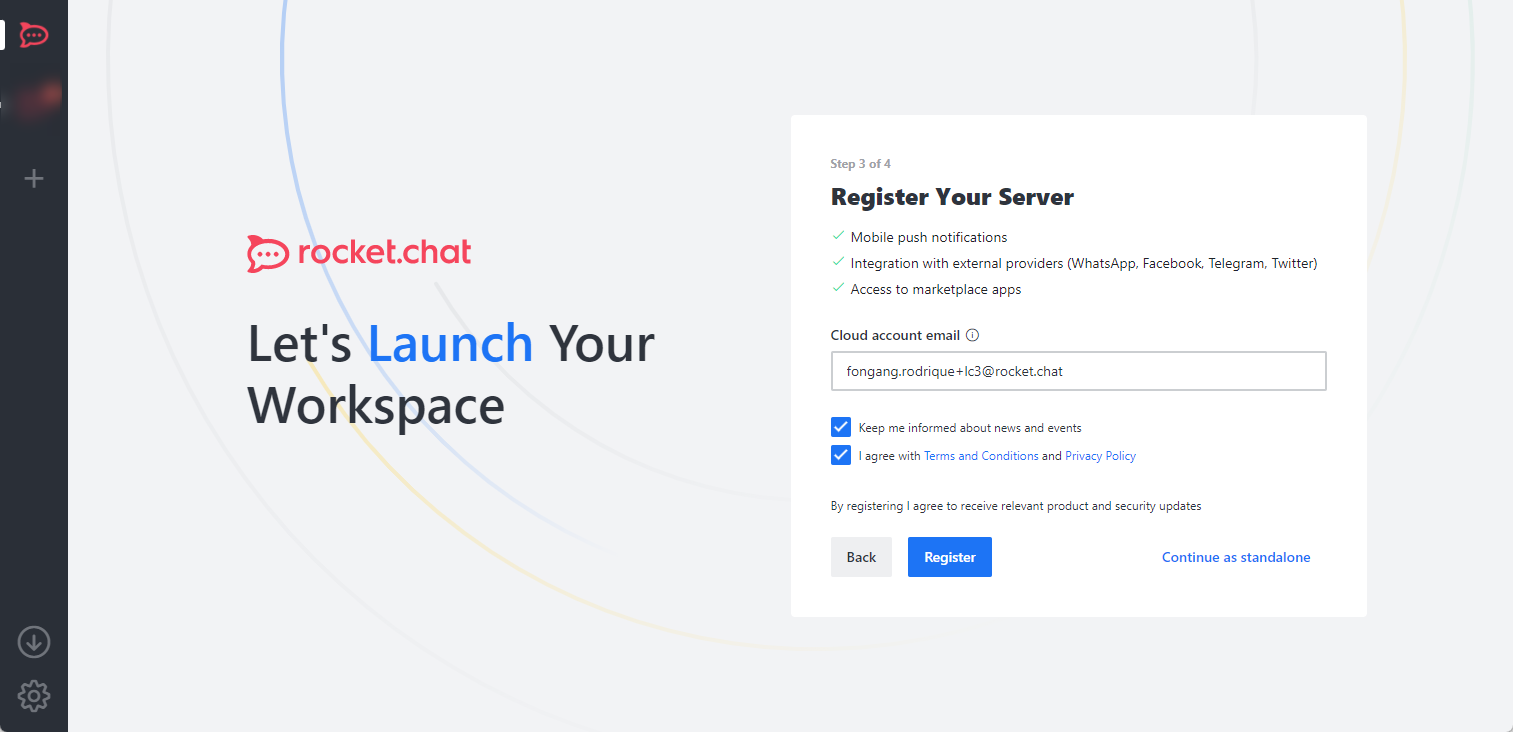 rocket.chat
Let's Launch Your
Workspace
Step 3 of 4
Register Your Server
Mobile push notifications
Integration with external providers (WhatsApp, Facebook, Telegram, Twitter)
Access to marketplace apps
Cloud account email
fongang.rodrique+lc3@rocket.chat
Keep me informed about news and events
I agree with Terms and Conditions and Privacy Policy
By registering I agree to receive relevant product and security updates
Back
Register
Continue as standalone